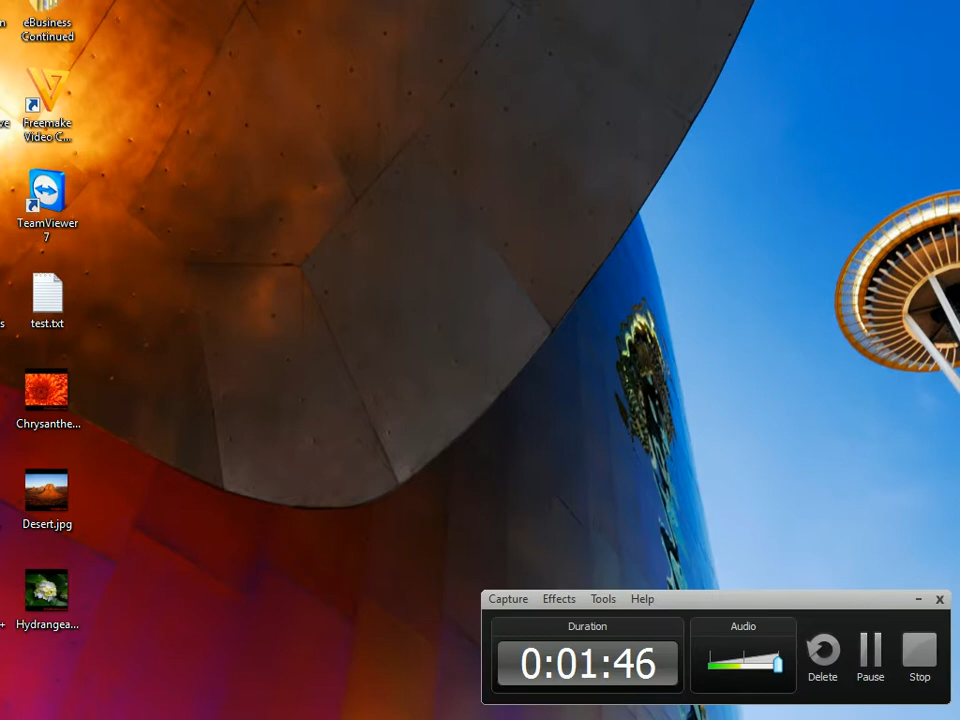 eBusiness
Continued
Freemake
Video C...
TeamViewer
7
test.txt
Chrysanthe...
Desert.jpg
Hydrangea...
Capture Effects Tools Help
Duration
Audio
0:01:46
Delete Pause Stop